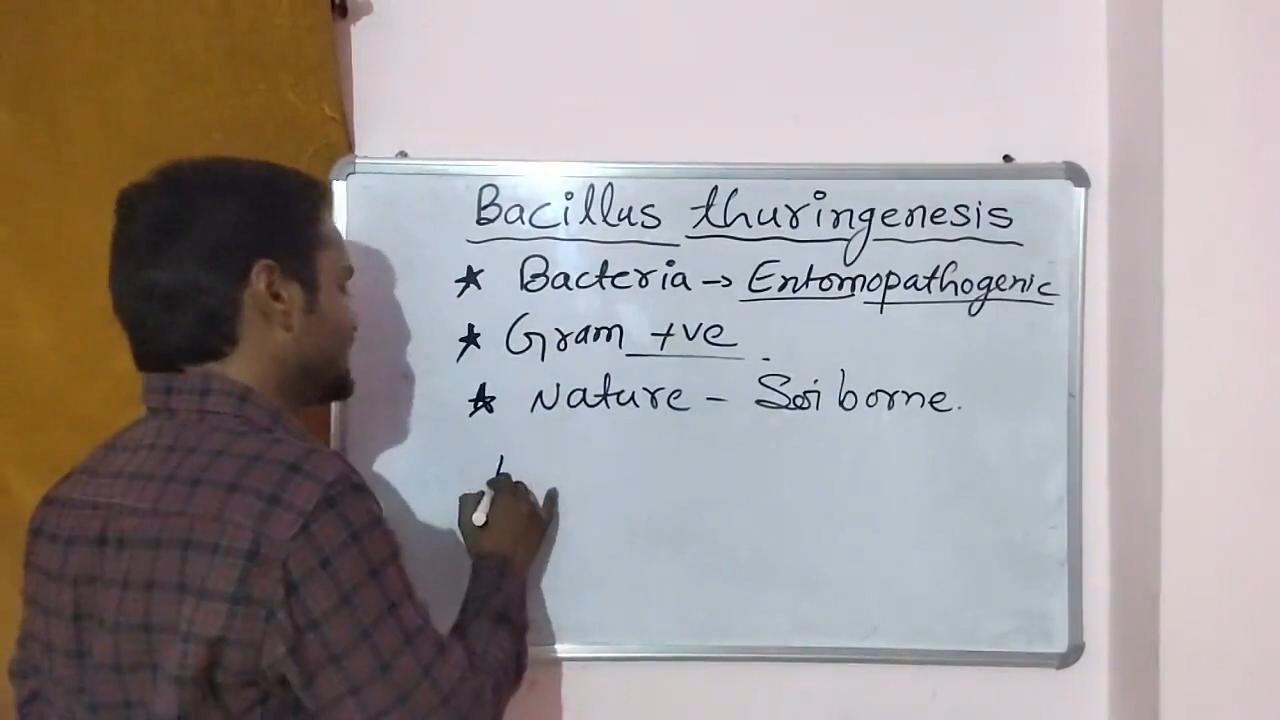 Bacillus thuringenesis
★ Bacteria → Entomopathogenic
★ Gram +ve
★ Nature - Soi borne.